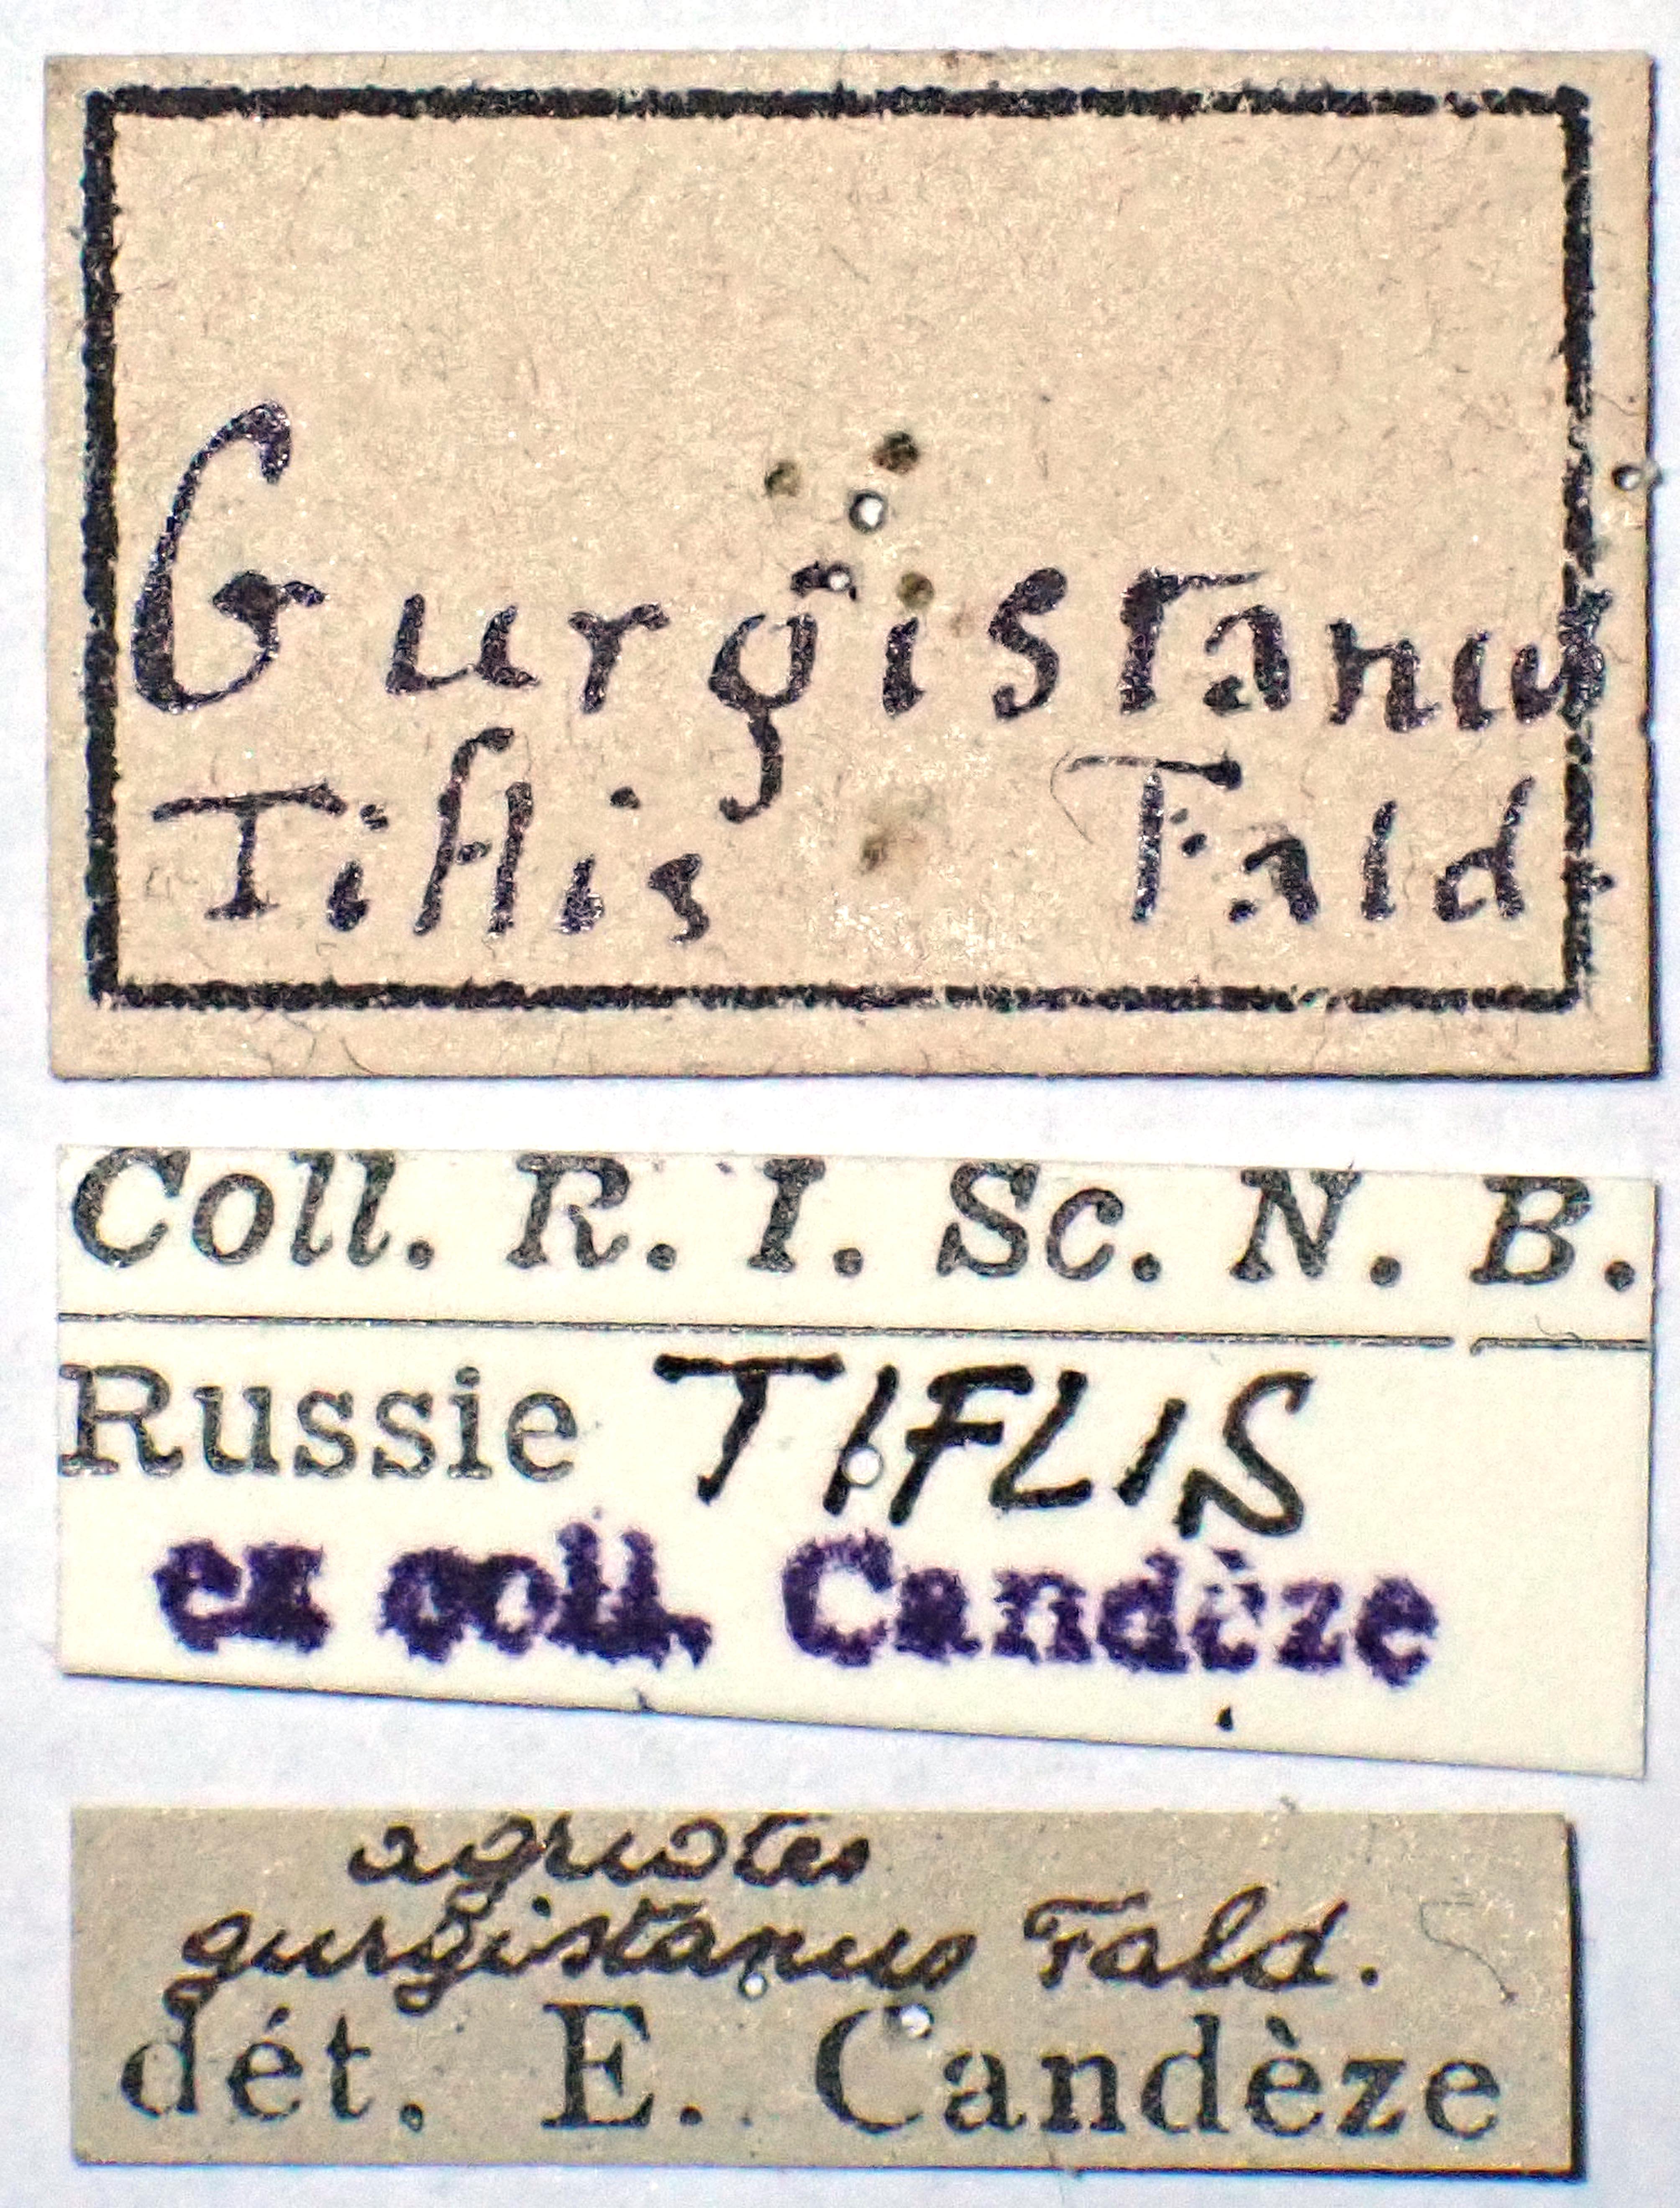 Gurgistanus
Tiflis Fald.
Coll. R. I. Sc. N. B.
Russie TIFLIS
ex coll. Candèze
agriotes
gurgistanus Fald.
dét. E. Candèze